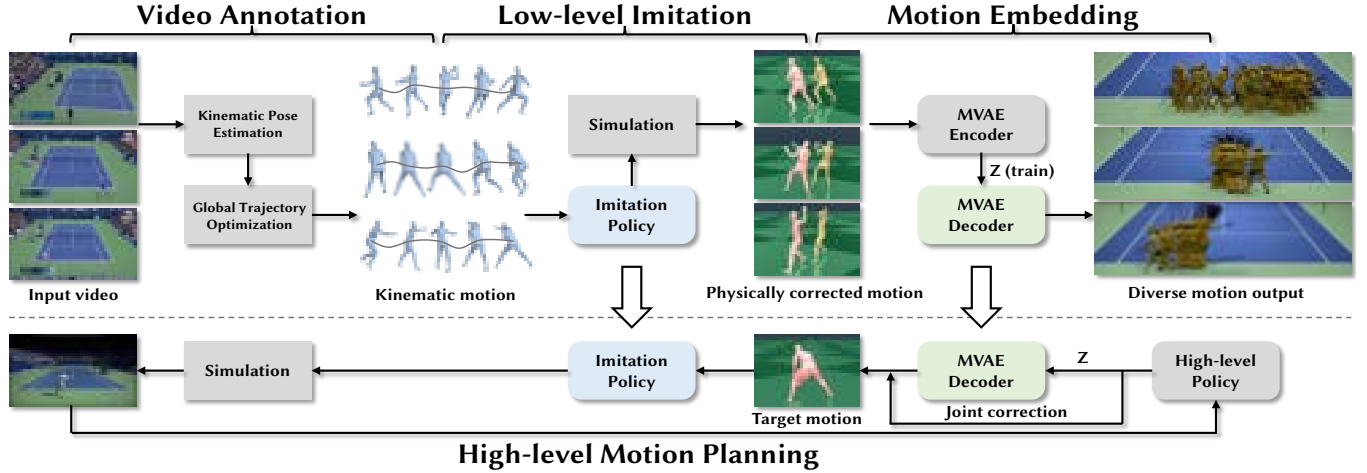 Video Annotation
Low-level Imitation
Motion Embedding
Kinematic Pose
Estimation
Global Trajectory
Optimization
Simulation
Imitation
Policy
MVAE
Encoder
Z (train)
MVAE
Decoder
Input video
Kinematic motion
Physically corrected motion
Diverse motion output
Simulation
Imitation
Policy
Target motion
MVAE
Decoder
Z
Joint correction
High-level
Policy
High-level Motion Planning